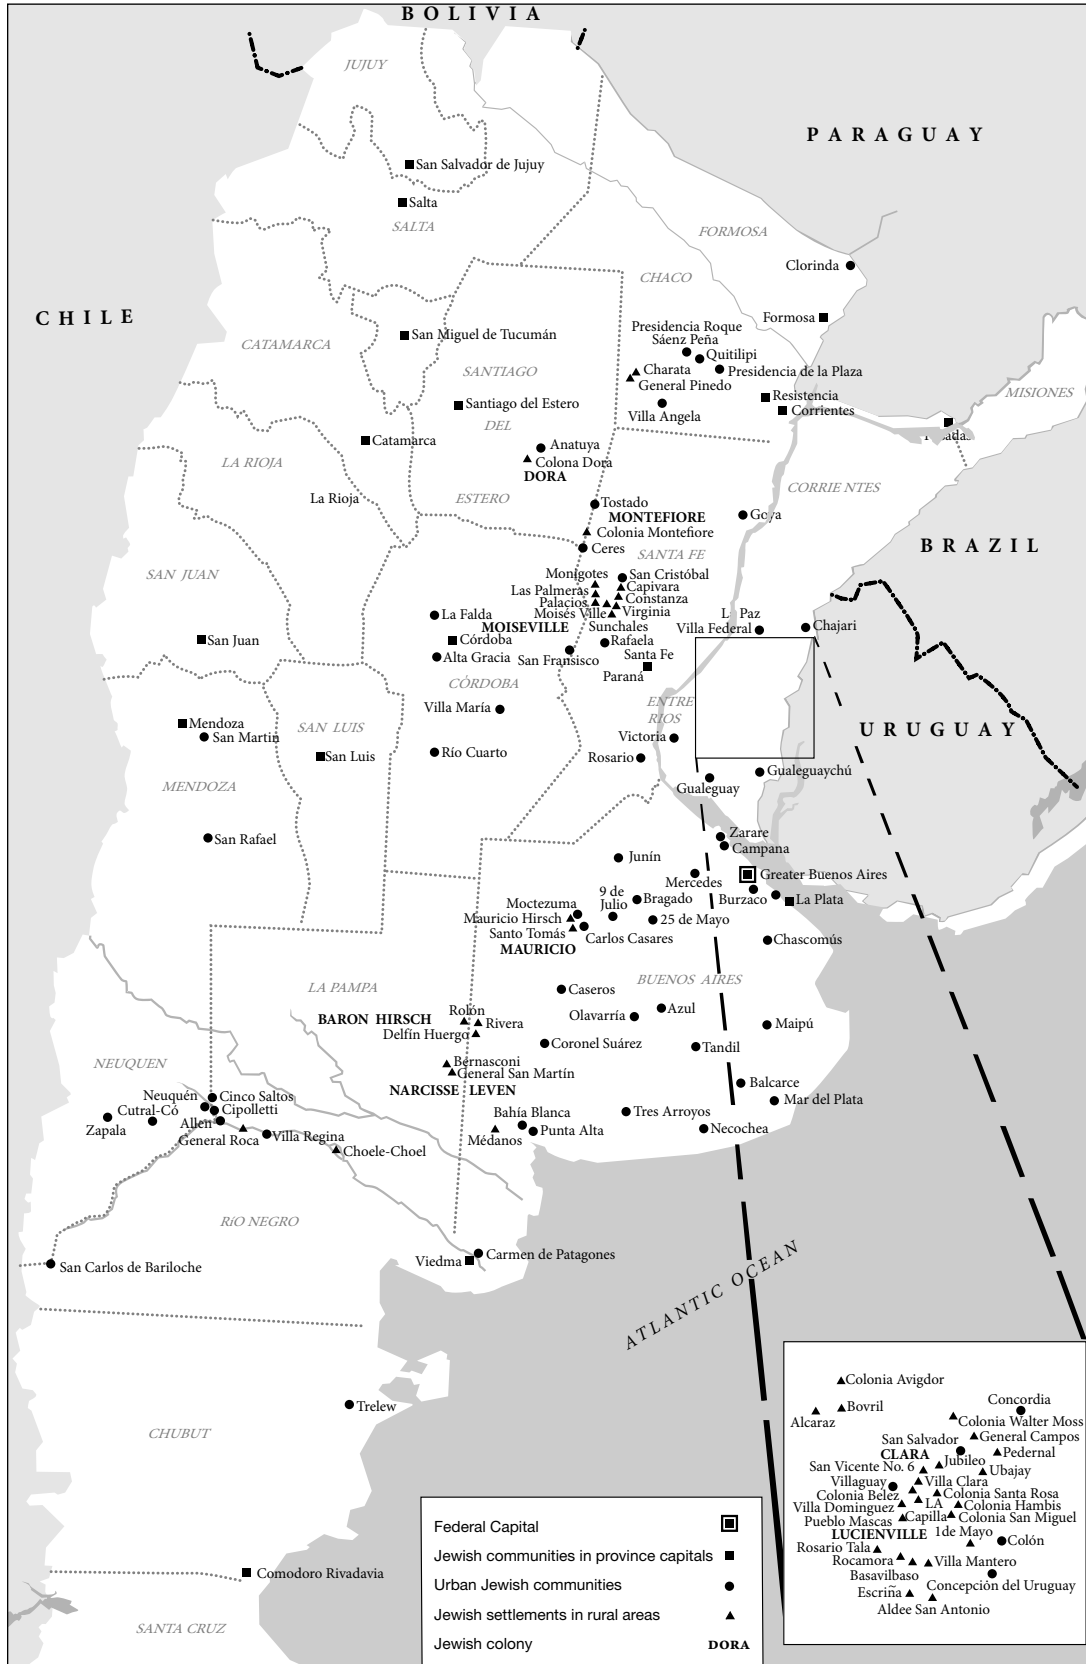 BOLIVIA
JUJUY
PARAGUAY
San Salvador de Jujuy
Salta
SALTA
FORMOSA
Clorinda
CHACO
CHILE
Formosa
San Miguel de Tucumán
CATAMARCA
Presidencia Roque
Sáenz Peña
Quitilipi
Presidencia de la Plaza
Charata
General Pinedo
SANTIAGO
MISIONES
Resistencia
Santiago del Estero
Villa Angela
Corrientes
DEL
Catamarca
Anatuya
LA RIOJA
Colona Dora
DORA
CORRIE NTES
La Rioja
ESTERO
Tostado
MONTEFIORE
Goya
Colonia Montefiore
BRAZIL
Ceres
SANTA FE
SAN JUAN
Monigotes
San Cristóbal
Las Palmeras
Capivara
Palacios
Constanza
La Falda
Moisés Ville
Virginia
MOISEVILLE
Sunchales
Villa Federal
Chajari
San Juan
Córdoba
Rafaela
Alta Gracia
San Fransisco
Santa Fe
CÓRDOBA
Paraná
Villa María
ENTRE
RIOS
Mendoza
San Martin
SAN LUIS
URUGUAY
Victoria
San Luis
Río Cuarto
Rosario
MENDOZA
Gualeguaychú
Gualeguay
San Rafael
Zarare
Campana
Junín
Mercedes
Greater Buenos Aires
9 de
Julio
Bragado
Burzaco
La Plata
Moctezuma
Mauricio Hirsch
25 de Mayo
Santo Tomás
Carlos Casares
MAURICIO
Chascomús
LA PAMPA
BUENOS AIRES
Caseros
Rolón
Azul
BARON HIRSCH
Rivera
Olavarría
Maipú
Delfín Huergo
Coronel Suárez
Tandil
NEUQUEN
Bernasconi
General San Martín
NARCISSE LEVEN
Balcarce
Neuquén
Cinco Saltos
Mar del Plata
Cutral-Có
Cipolletti
Zapala
Allen
Bahía Blanca
Tres Arroyos
General Roca
Villa Regina
Médanos
Punta Alta
Necochea
Choele-Choel
RíO NEGRO
Viedma
Carmen de Patagones
San Carlos de Bariloche
ATLANTIC OCEAN
Trelew
CHUBUT
Comodoro Rivadavia
SANTA CRUZ
Federal Capital
Jewish communities in province capitals
Urban Jewish communities
Jewish settlements in rural areas
Jewish colony DORA
Colonia Avigdor
Bovril
Alcaraz
Concordia
Colonia Walter Moss
General Campos
San Salvador
CLARA
Pedernal
San Vicente No. 6
Jubileo
Ubajay
Villaguay
Villa Clara
Colonia Belez
Colonia Santa Rosa
Villa Dominguez
LA
Colonia Hambis
Pueblo Mascas
Capilla
Colonia San Miguel
LUCIENVILLE
1de Mayo
Colón
Rosario Tala
Rocamora
Villa Mantero
Basavilbaso
Concepción del Uruguay
Escriña
Aldee San Antonio